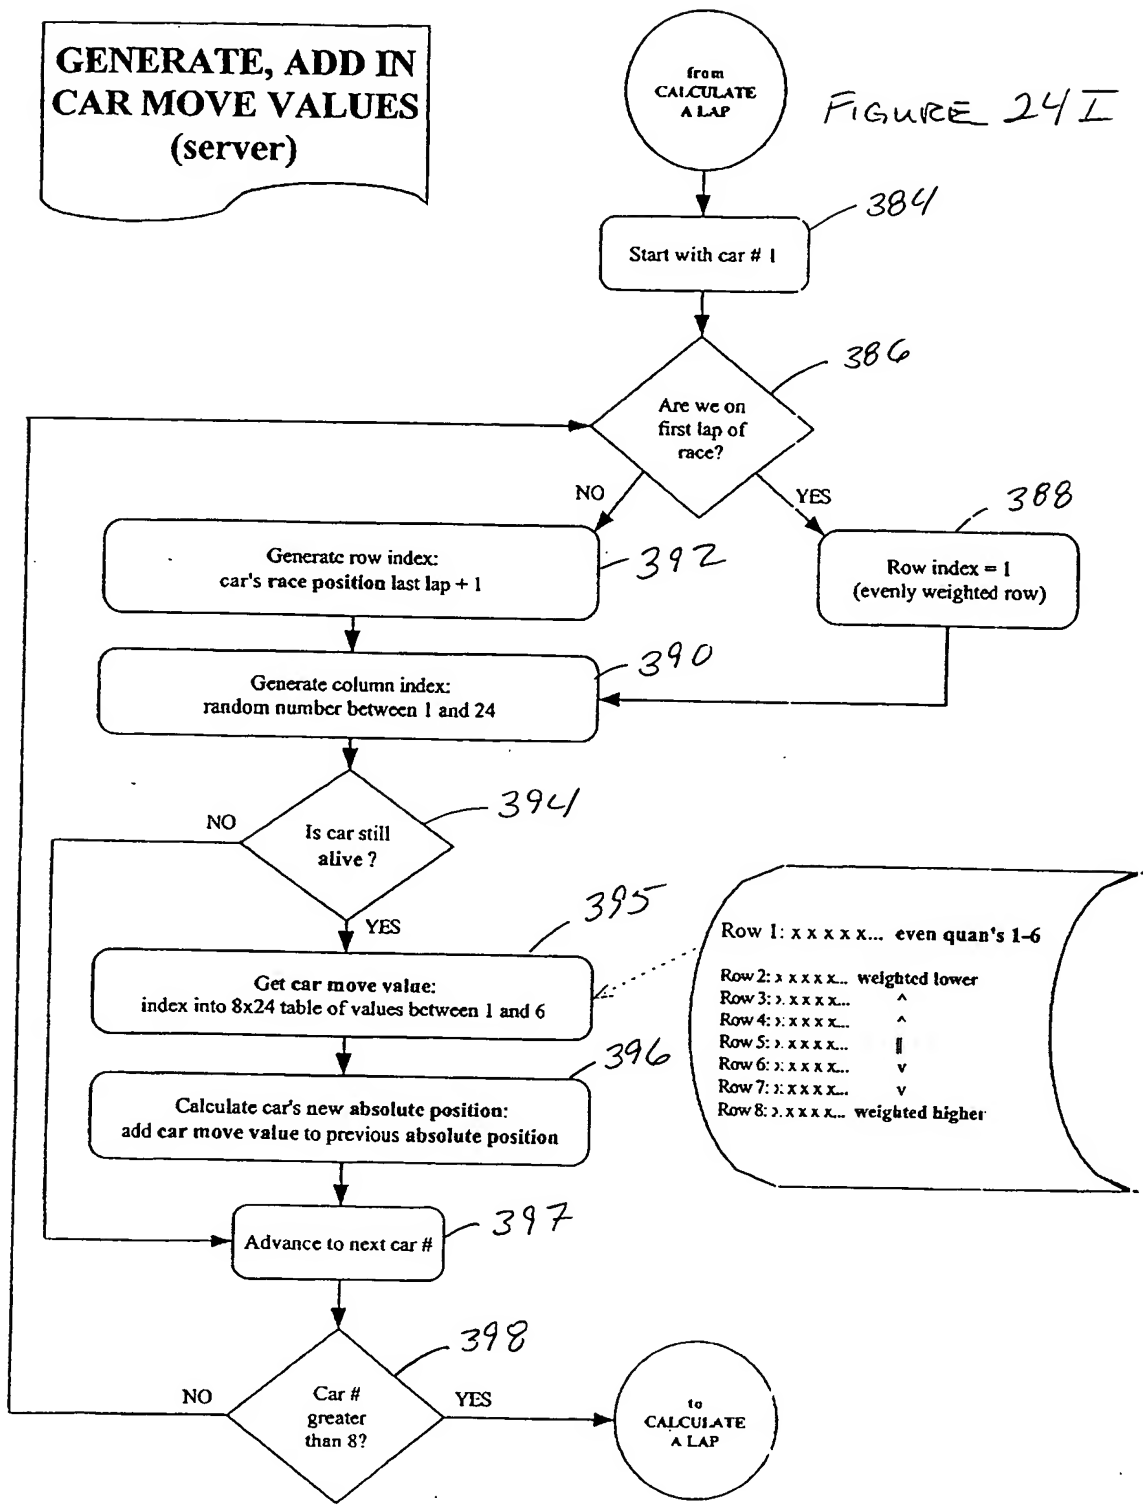 GENERATE, ADD IN
CAR MOVE VALUES
(server)
from
CALCULATE
A LAP
FIGURE 24I
384
Start with car # 1
386
Are we on
first lap of
race?
NO
YES
388
Generate row index:
car's race position last lap + 1
392
Row index = 1
(evenly weighted row)
390
Generate column index:
random number between 1 and 24
394
NO
Is car still
alive ?
YES
395
Get car move value:
index into 8x24 table of values between 1 and 6
Row 1: x x x x x... even quan's 1-6
Row 2: x x x x x... weighted lower
Row 3: x x x x x... ^
Row 4: x x x x x... ^
Row 5: x x x x x... ||
Row 6: x x x x x... v
Row 7: x x x x x... v
Row 8: x x x x x... weighted higher
396
Calculate car's new absolute position:
add car move value to previous absolute position
397
Advance to next car #
398
NO
Car #
greater
than 8?
YES
to
CALCULATE
A LAP